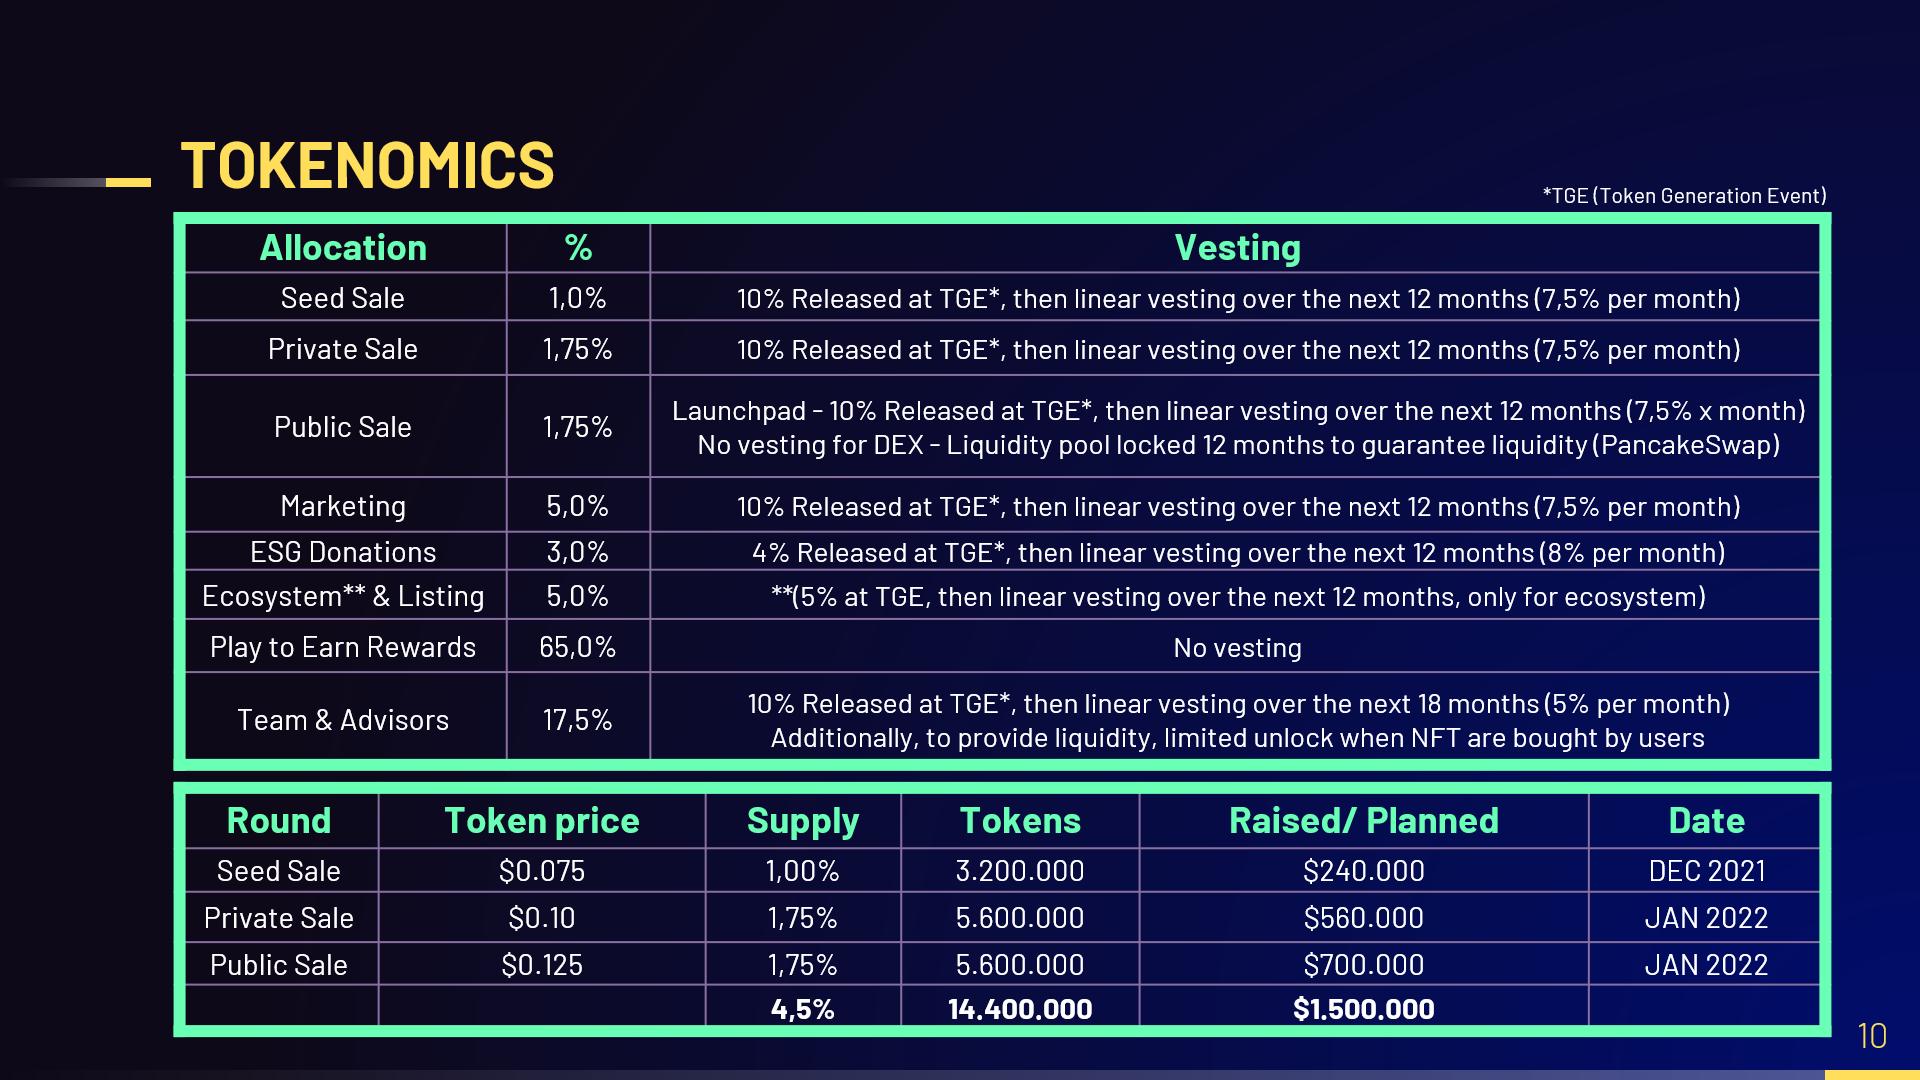 TOKENOMICS
*TGE (Token Generation Event)
Allocation % Vesting
Seed Sale 1,0% 10% Released at TGE*, then linear vesting over the next 12 months (7,5% per month)
Private Sale 1,75% 10% Released at TGE*, then linear vesting over the next 12 months (7,5% per month)
Public Sale 1,75% Launchpad - 10% Released at TGE*, then linear vesting over the next 12 months (7,5% x month)
No vesting for DEX - Liquidity pool locked 12 months to guarantee liquidity (PancakeSwap)
Marketing 5,0% 10% Released at TGE*, then linear vesting over the next 12 months (7,5% per month)
ESG Donations 3,0% 4% Released at TGE*, then linear vesting over the next 12 months (8% per month)
Ecosystem** & Listing 5,0% **(5% at TGE, then linear vesting over the next 12 months, only for ecosystem)
Play to Earn Rewards 65,0% No vesting
Team & Advisors 17,5% 10% Released at TGE*, then linear vesting over the next 18 months (5% per month)
Additionally, to provide liquidity, limited unlock when NFT are bought by users
Round Token price Supply Tokens Raised/ Planned Date
Seed Sale $0.075 1,00% 3.200.000 $240.000 DEC 2021
Private Sale $0.10 1,75% 5.600.000 $560.000 JAN 2022
Public Sale $0.125 1,75% 5.600.000 $700.000 JAN 2022
4,5% 14.400.000 $1.500.000
10